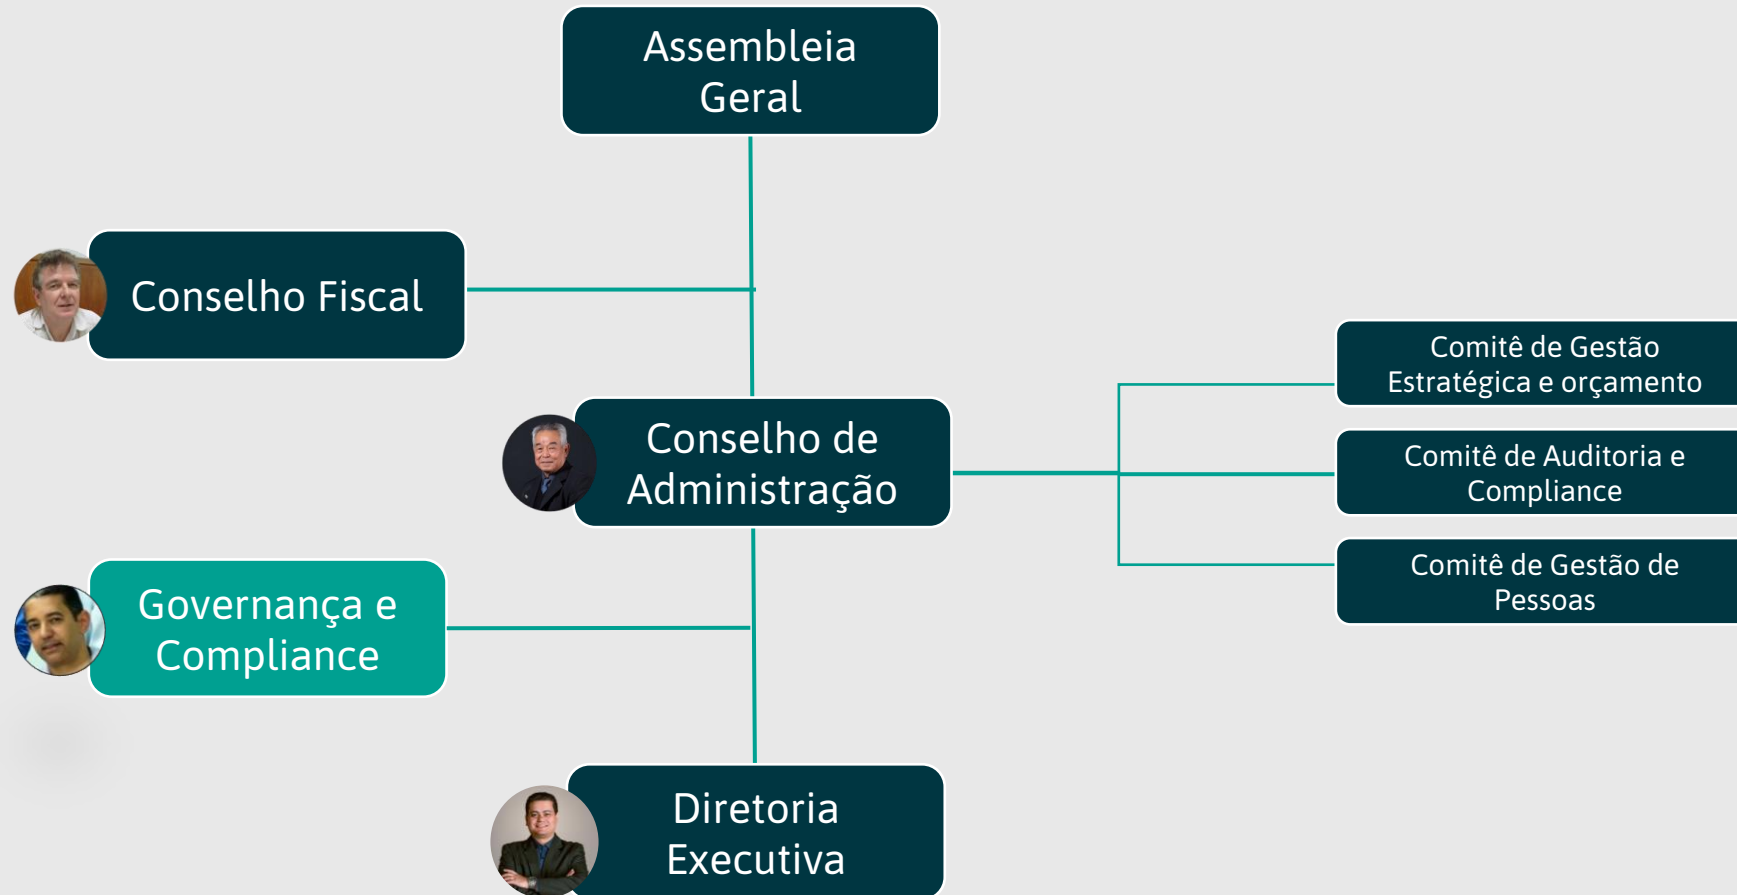 Assembleia
Geral
Conselho Fiscal
Conselho de
Administração
Comitê de Gestão
Estratégica e orçamento
Comitê de Auditoria e
Compliance
Comitê de Gestão de
Pessoas
Governança e
Compliance
Diretoria
Executiva